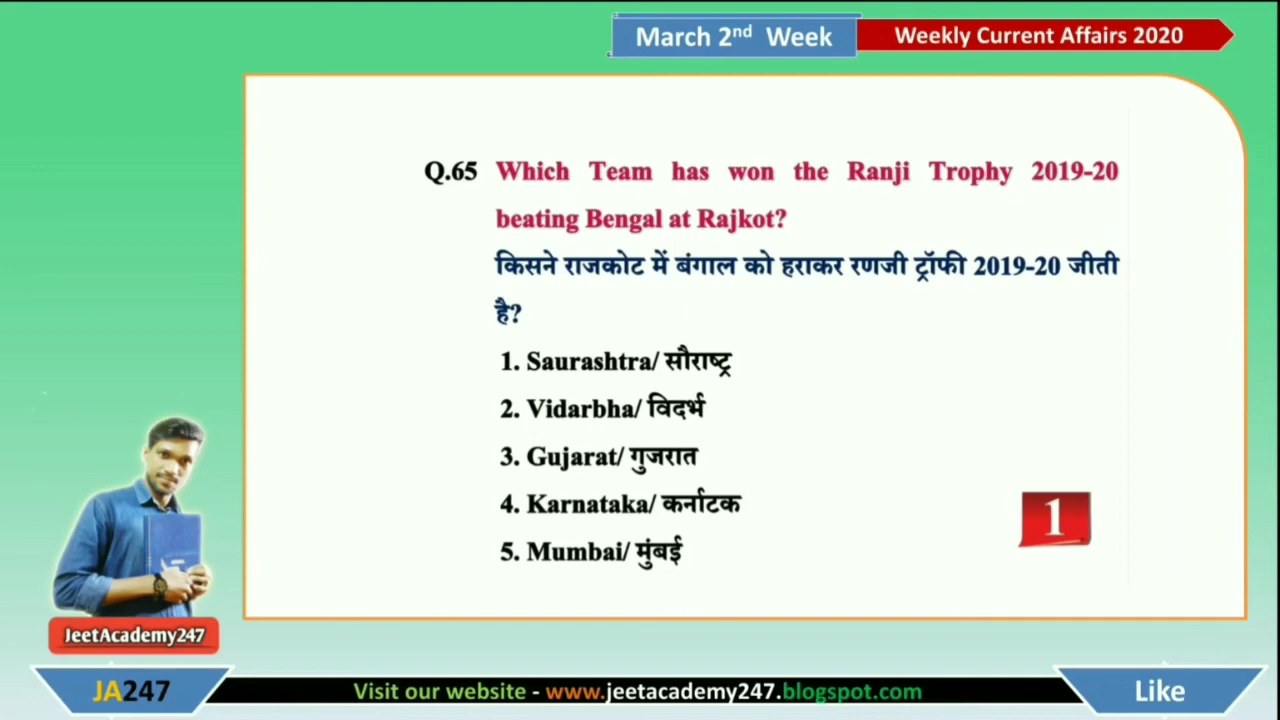 March 2nd Week
Weekly Current Affairs 2020
Q.65 Which Team has won the Ranji Trophy 2019-20
beating Bengal at Rajkot?
किसने राजकोट में बंगाल को हराकर रणजी ट्रॉफी 2019-20 जीती
है?
1. Saurashtra/ सौराष्ट्र
2. Vidarbha/ विदर्भ
3. Gujarat/ गुजरात
4. Karnataka/ कर्नाटक
5. Mumbai/ मुंबई
1
JeetAcademy247
JA247
Visit our website - www.jeetacademy247.blogspot.com
Like